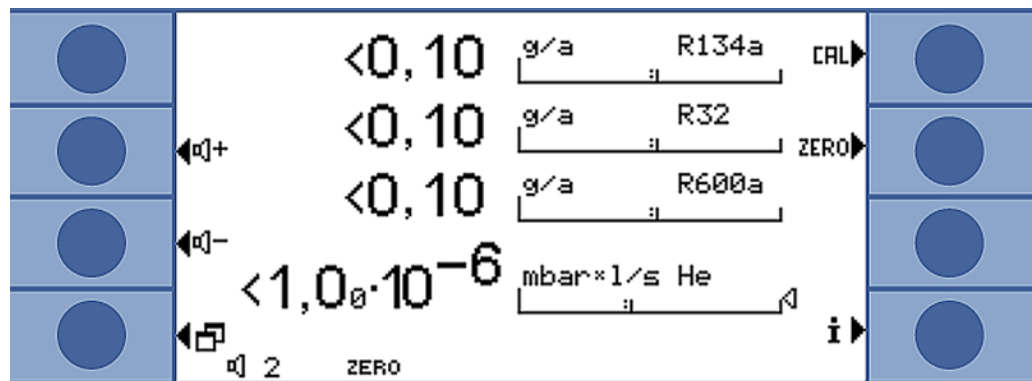 <0,10 g/a R134a CAL
<0,10 g/a R32
+ ZERO
<0,10 g/a R600a
-
<1,00·10⁻⁶ mbar×l/s He
i
2 ZERO